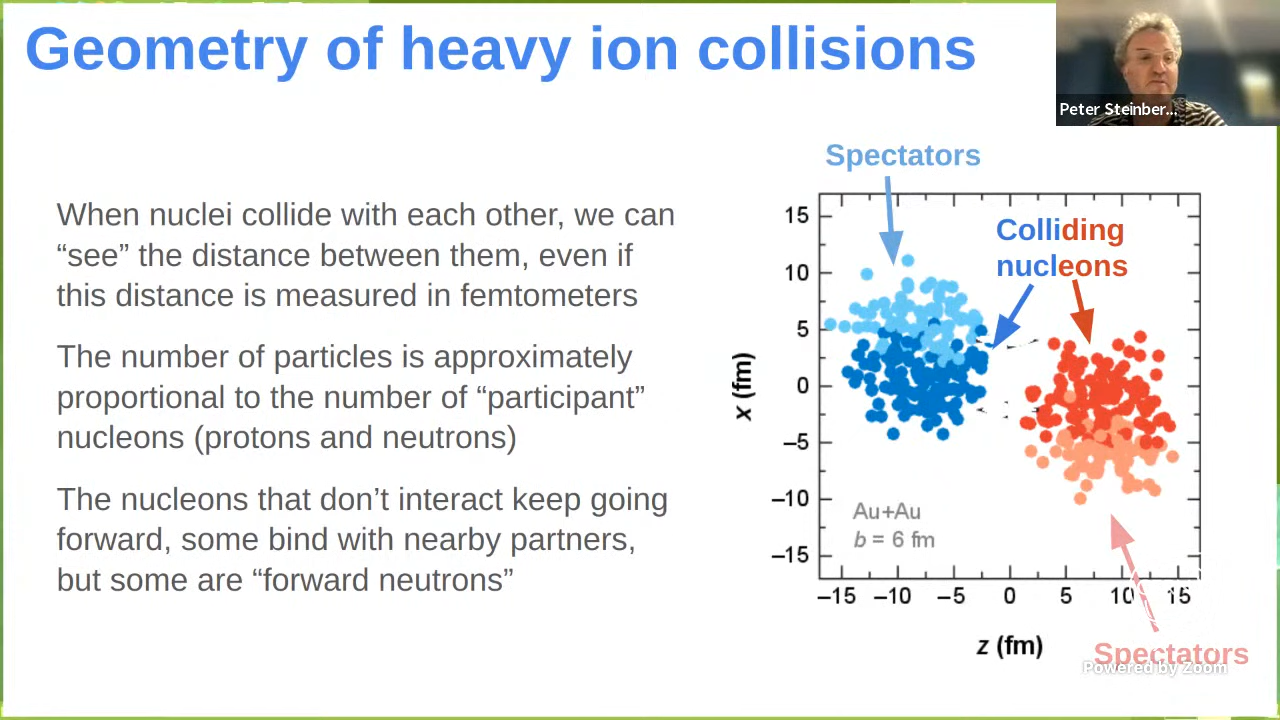 Geometry of heavy ion collisions
Peter Steinber...
When nuclei collide with each other, we can
“see” the distance between them, even if
this distance is measured in femtometers
The number of particles is approximately
proportional to the number of “participant”
nucleons (protons and neutrons)
The nucleons that don’t interact keep going
forward, some bind with nearby partners,
but some are “forward neutrons”
Spectators
Colliding
nucleons
15
10
5
0
–5
–10
–15
x (fm)
Au+Au
b = 6 fm
–15 –10 –5 0 5 10 15
z (fm)
Spectators
Powered by Zoom